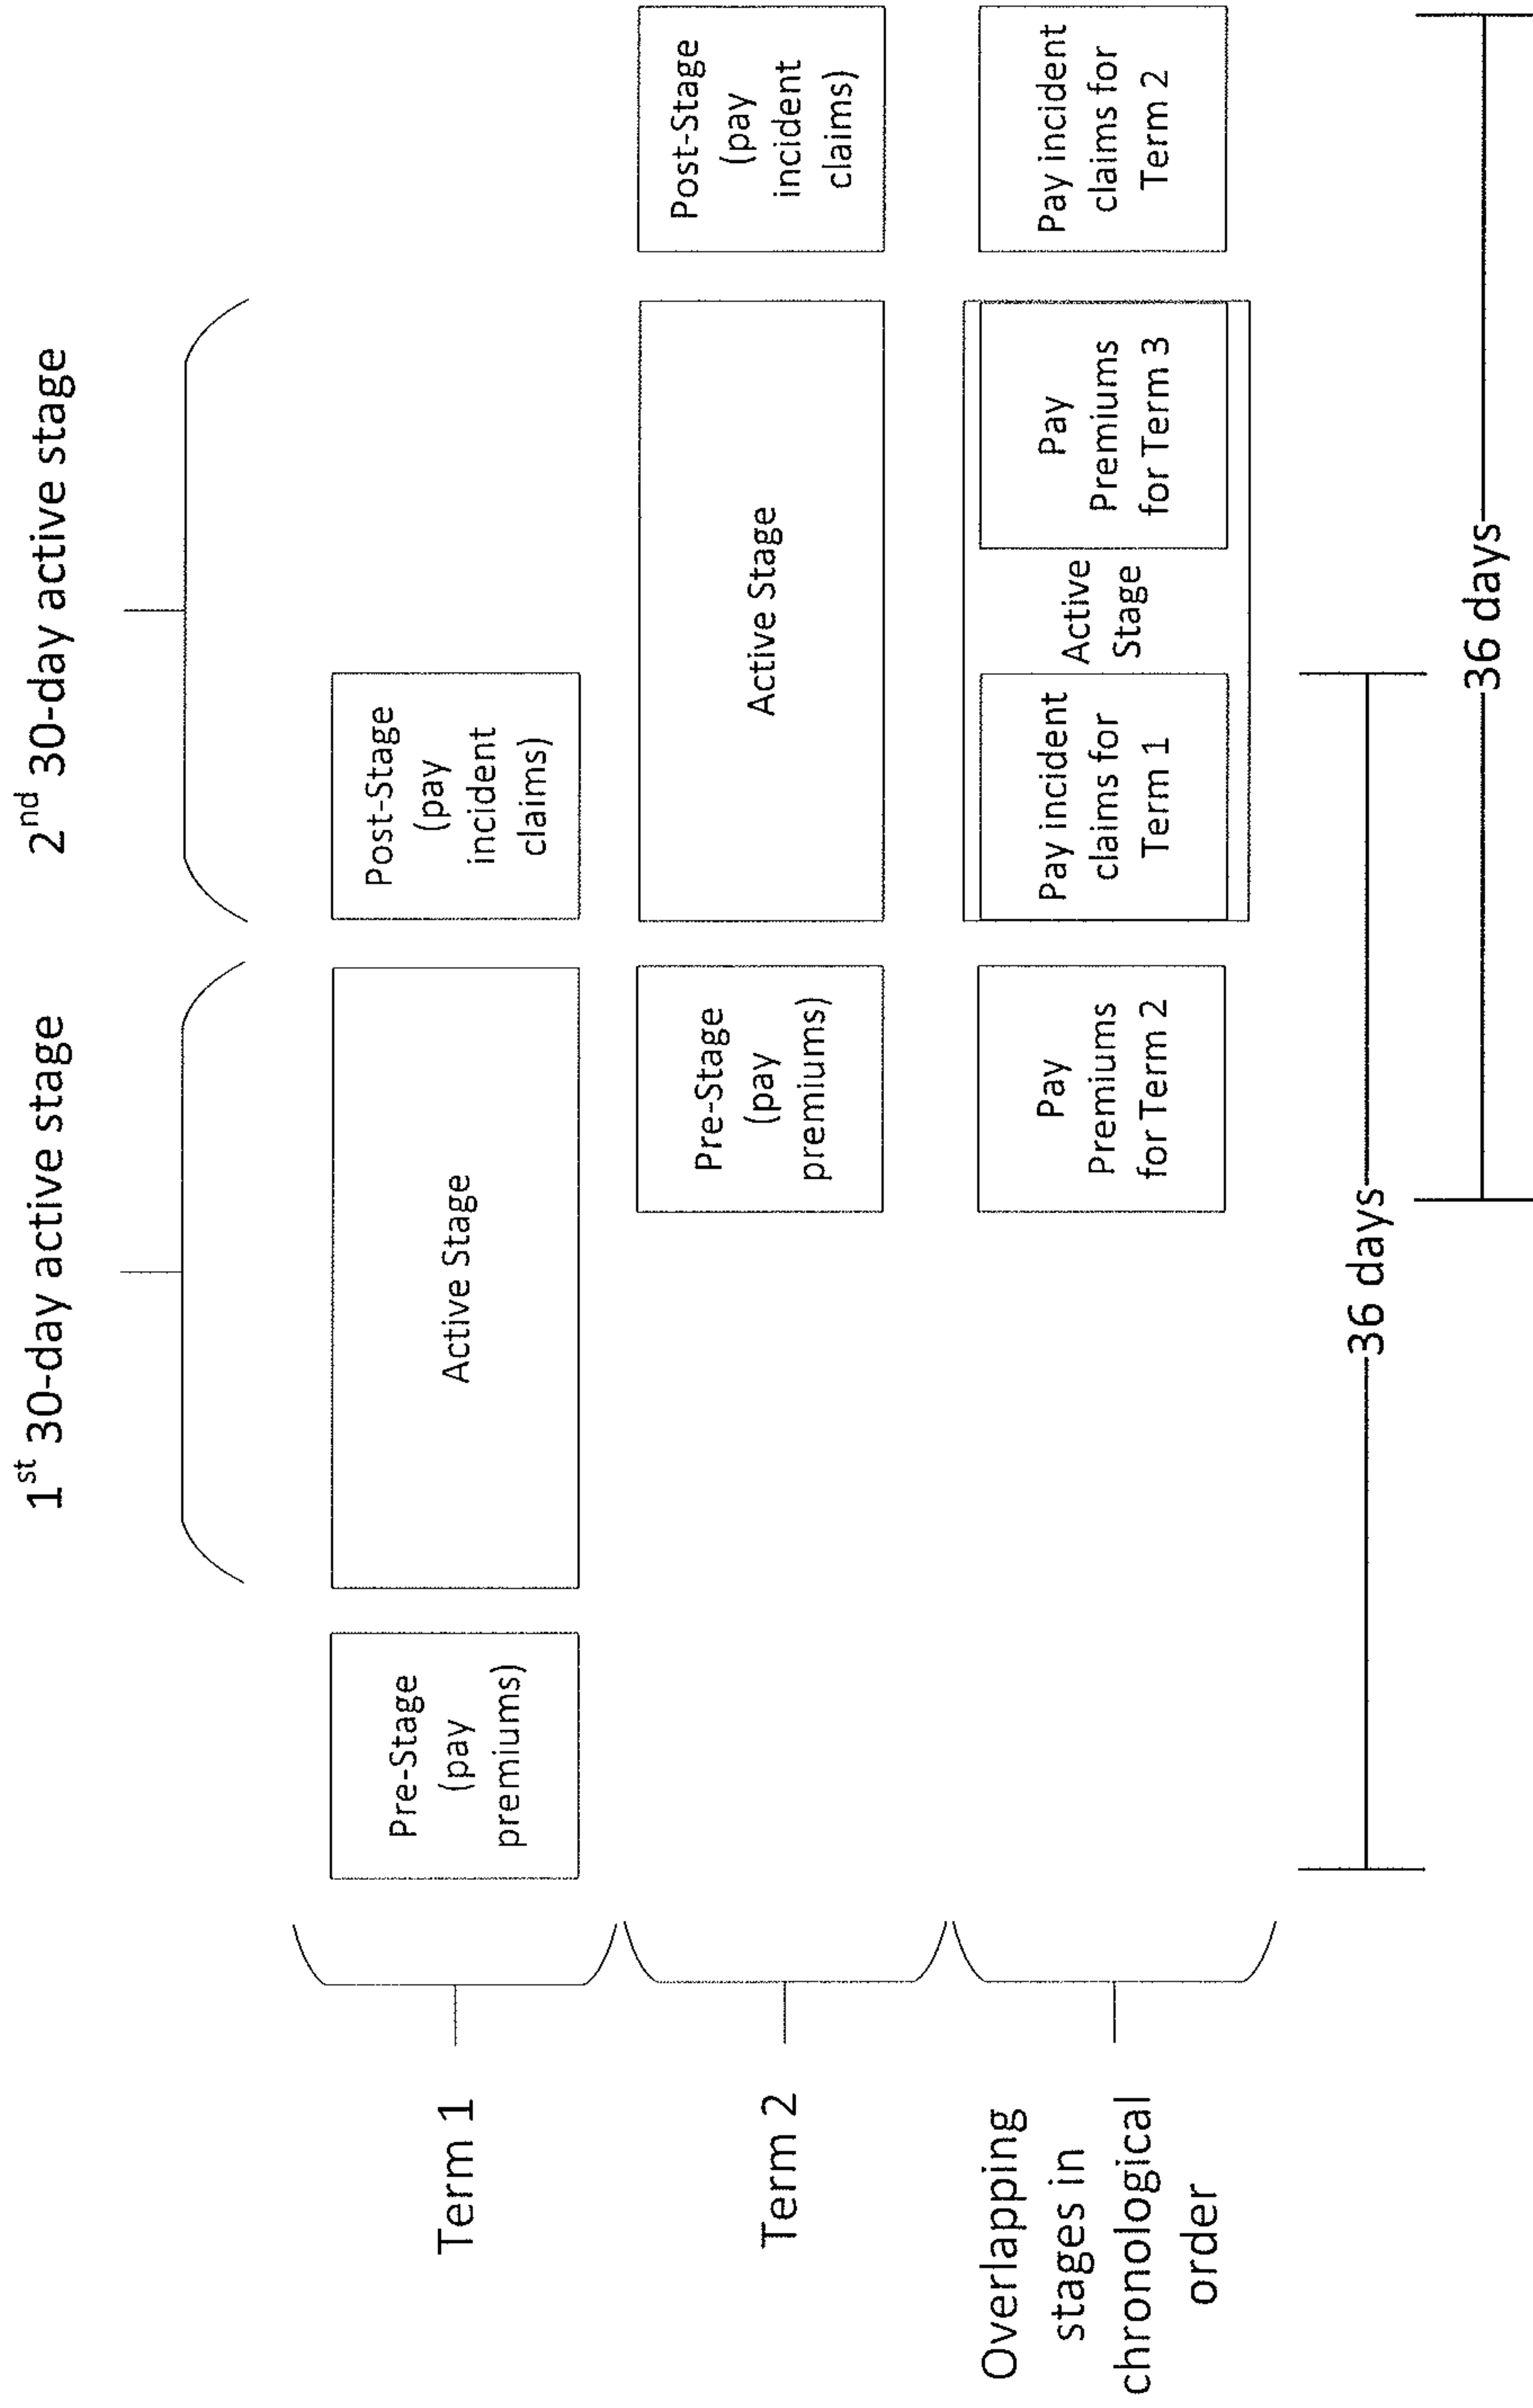 1st 30-day active stage
2nd 30-day active stage
Term 1
Pre-Stage
(pay
premiums)
Active Stage
Post-Stage
(pay
incident
claims)
Term 2
Pre-Stage
(pay
premiums)
Active Stage
Post-Stage
(pay
incident
claims)
Overlapping
stages in
chronological
order
Pay
Premiums
for Term 2
Pay incident
claims for
Term 1
Active
Stage
Pay
Premiums
for Term 3
Pay incident
claims for
Term 2
36 days
36 days